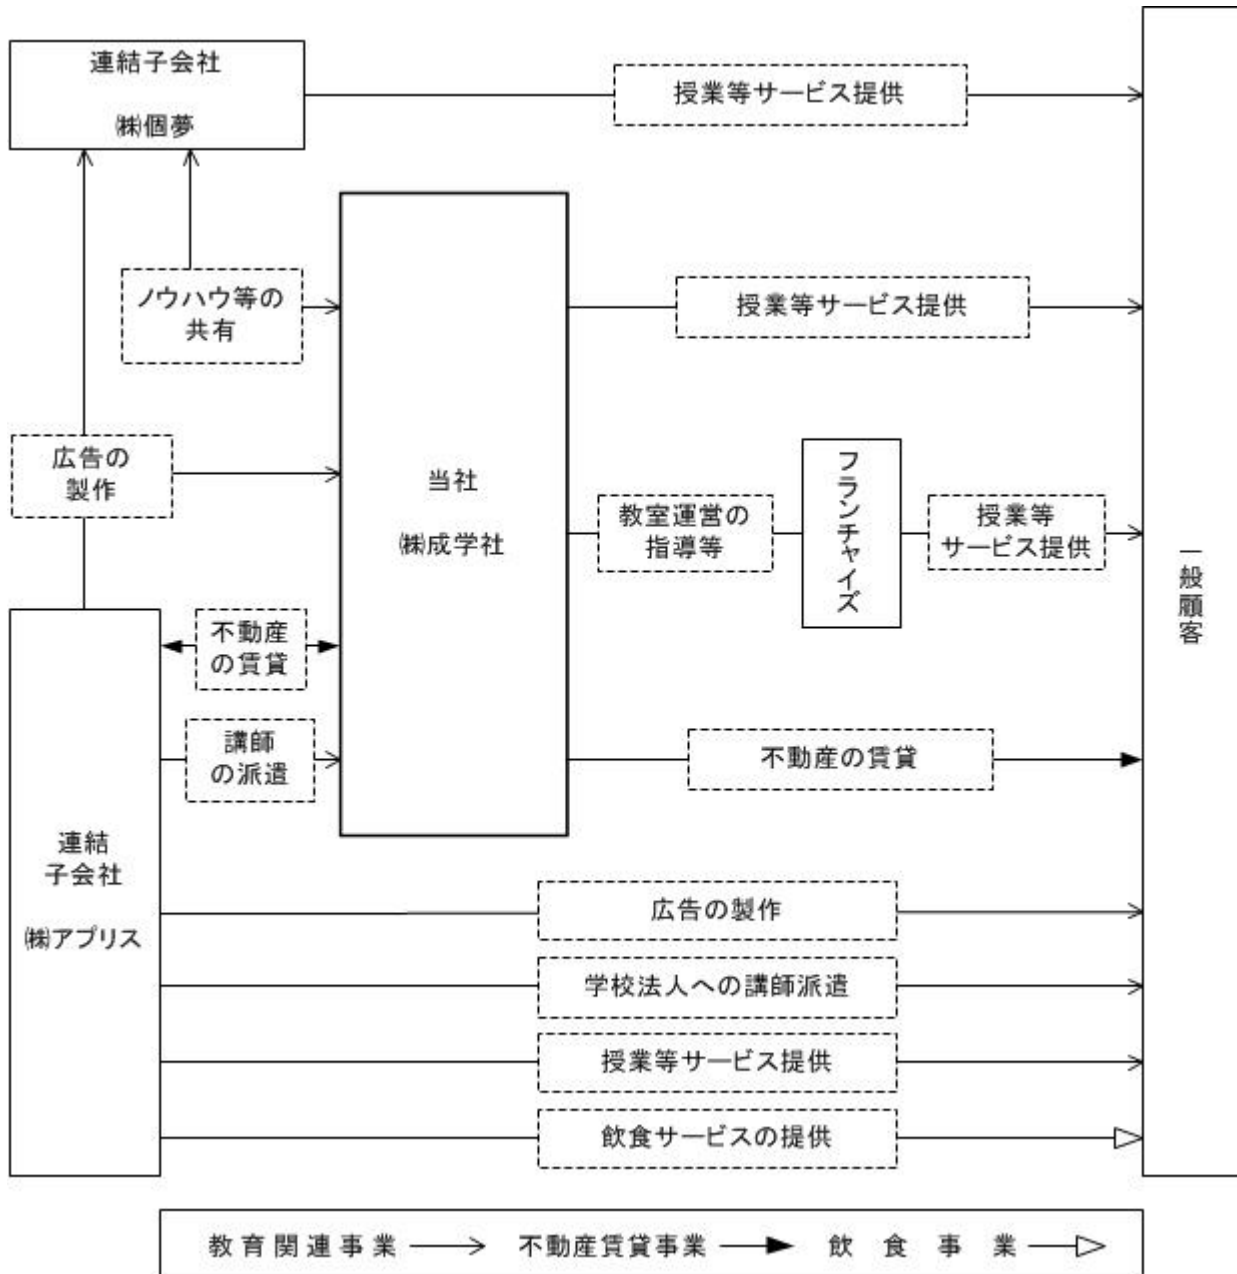 連結子会社
㈱個夢
授業等サービス提供
ノウハウ等の
共有
授業等サービス提供
広告の
製作
当社
㈱成学社
教室運営の
指導等
フランチャイズ
授業等
サービス提供
一般顧客
不動産
の賃貸
講師
の派遣
不動産の賃貸
連結
子会社
㈱アプリス
広告の製作
学校法人への講師派遣
授業等サービス提供
飲食サービスの提供
教育関連事業 不動産賃貸事業 飲食事業